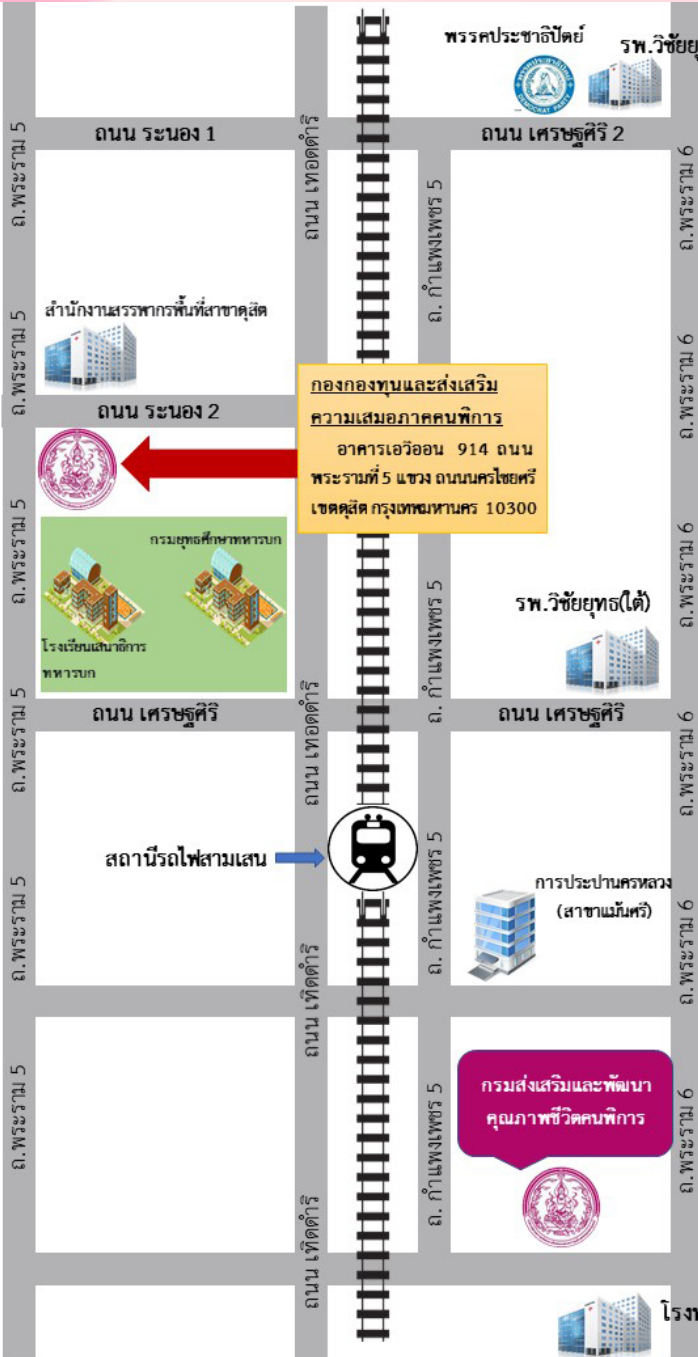 พรรคประชาธิปัตย์
รพ.วิชัยยุ
DEMOCRAT PARTY
ถ.พระราม 5
ถนน ระนอง 1
ถนน เทอดดำริ
ถนน เศรษฐศิริ 2
ถ. กำแพงเพชร 5
ถ.พระราม 6
สำนักงานสรรพากรพื้นที่สาขาดุสิต
ถ.พระราม 5
ถ.พระราม 6
ถนน ระนอง 2
กองกองทุนและส่งเสริม
ความเสมอภาคคนพิการ
อาคารเอวิออน 914 ถนน
พระรามที่ 5 แขวง ถนนนครไชยศรี
เขตดุสิต กรุงเทพมหานคร 10300
ถ.พระราม 5
กรมยุทธศึกษาทหารบก
ถ.พระราม 6
รพ.วิชัยยุทธ(ใต้)
โรงเรียนเสนาธิการ
ทหารบก
ถ. กำแพงเพชร 5
ถ.พระราม 5
ถนน เศรษฐศิริ
ถนน เทอดดำริ
ถนน เศรษฐศิริ
ถ.พระราม 6
สถานีรถไฟสามเสน
ถ. กำแพงเพชร 5
การประปานครหลวง
(สาขาแม้นศรี)
ถ.พระราม 5
ถ.พระราม 6
ถนน เทิดดำริ
ถ.พระราม 5
ถ. กำแพงเพชร 5
กรมส่งเสริมและพัฒนา
คุณภาพชีวิตคนพิการ
ถ.พระราม 6
ถนน เทิดดำริ
โรงพ